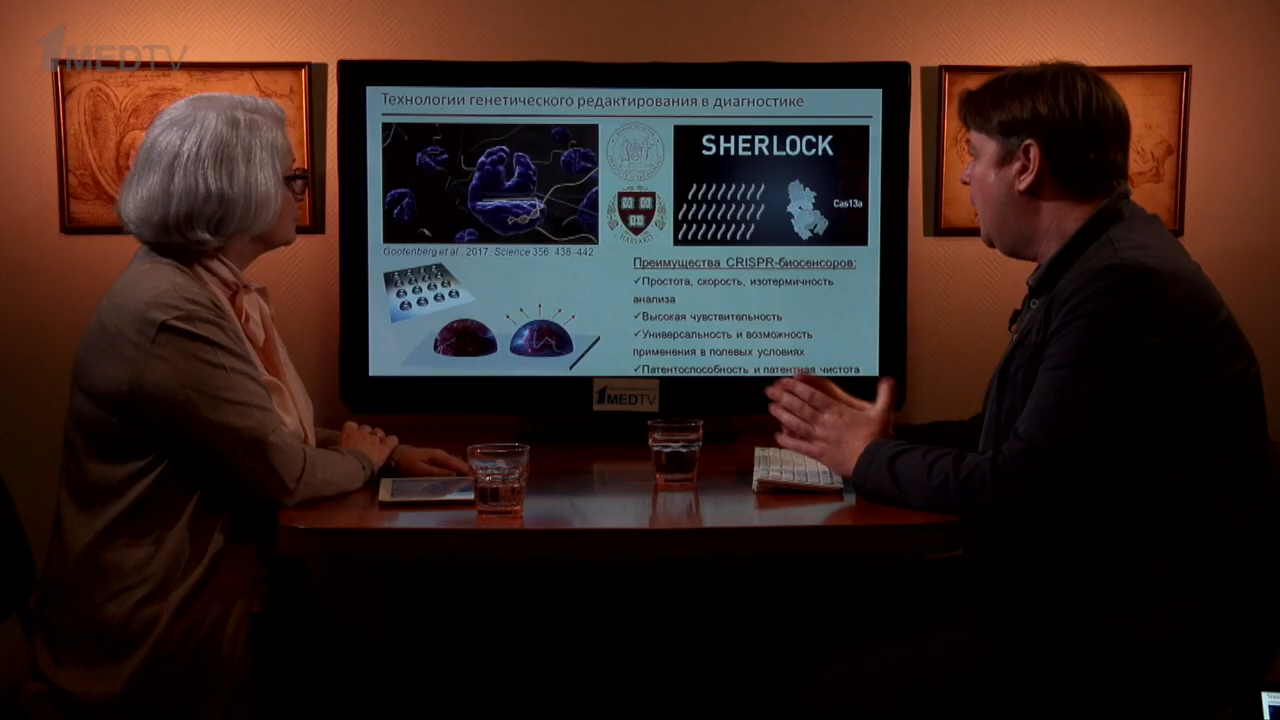 1MEDTV
Технологии генетического редактирования в диагностике
SHERLOCK
Cas13a
HARVARD
Gootenberg et al., 2017. Science 356: 438-442
Преимущества CRISPR-биосенсоров:
✓Простота, скорость, изотермичность
анализа
✓Высокая чувствительность
✓Универсальность и возможность
применения в полевых условиях
✓Патентоспособность и патентная чистота
1MEDTV